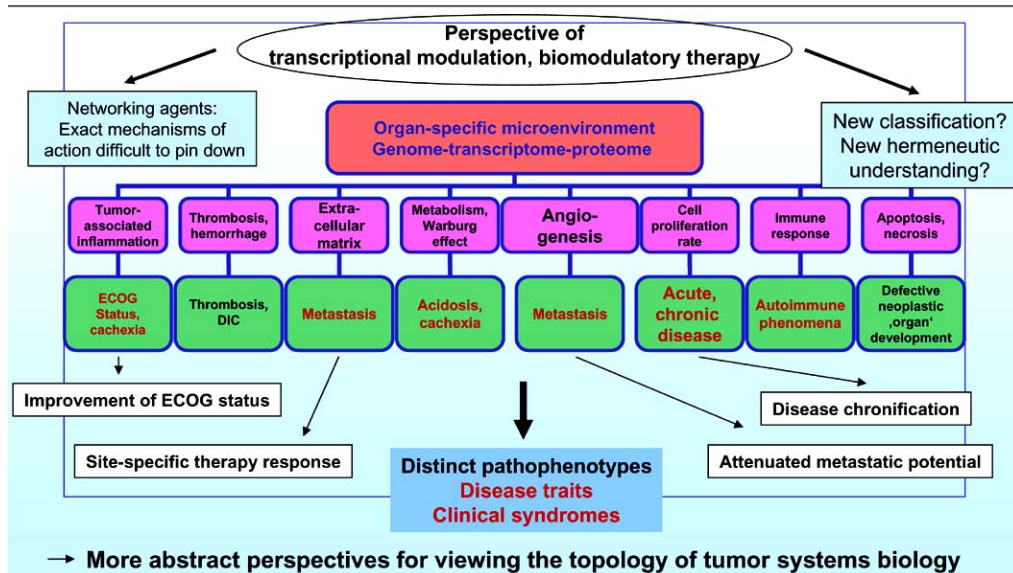 Perspective of
transcriptional modulation, biomodulatory therapy
Networking agents:
Exact mechanisms of
action difficult to pin down
Organ-specific microenvironment
Genome-transcriptome-proteome
New classification?
New hermeneutic
understanding?
Tumor-
associated
inflammation
Thrombosis,
hemorrhage
Extra-
cellular
matrix
Metabolism,
Warburg
effect
Angio-
genesis
Cell
proliferation
rate
Immune
response
Apoptosis,
necrosis
ECOG
Status,
cachexia
Thrombosis,
DIC
Metastasis
Acidosis,
cachexia
Metastasis
Acute,
chronic
disease
Autoimmune
phenomena
Defective
neoplastic
‚organ‘
development
Improvement of ECOG status
Disease chronification
Site-specific therapy response
Attenuated metastatic potential
Distinct pathophenotypes
Disease traits
Clinical syndromes
→ More abstract perspectives for viewing the topology of tumor systems biology